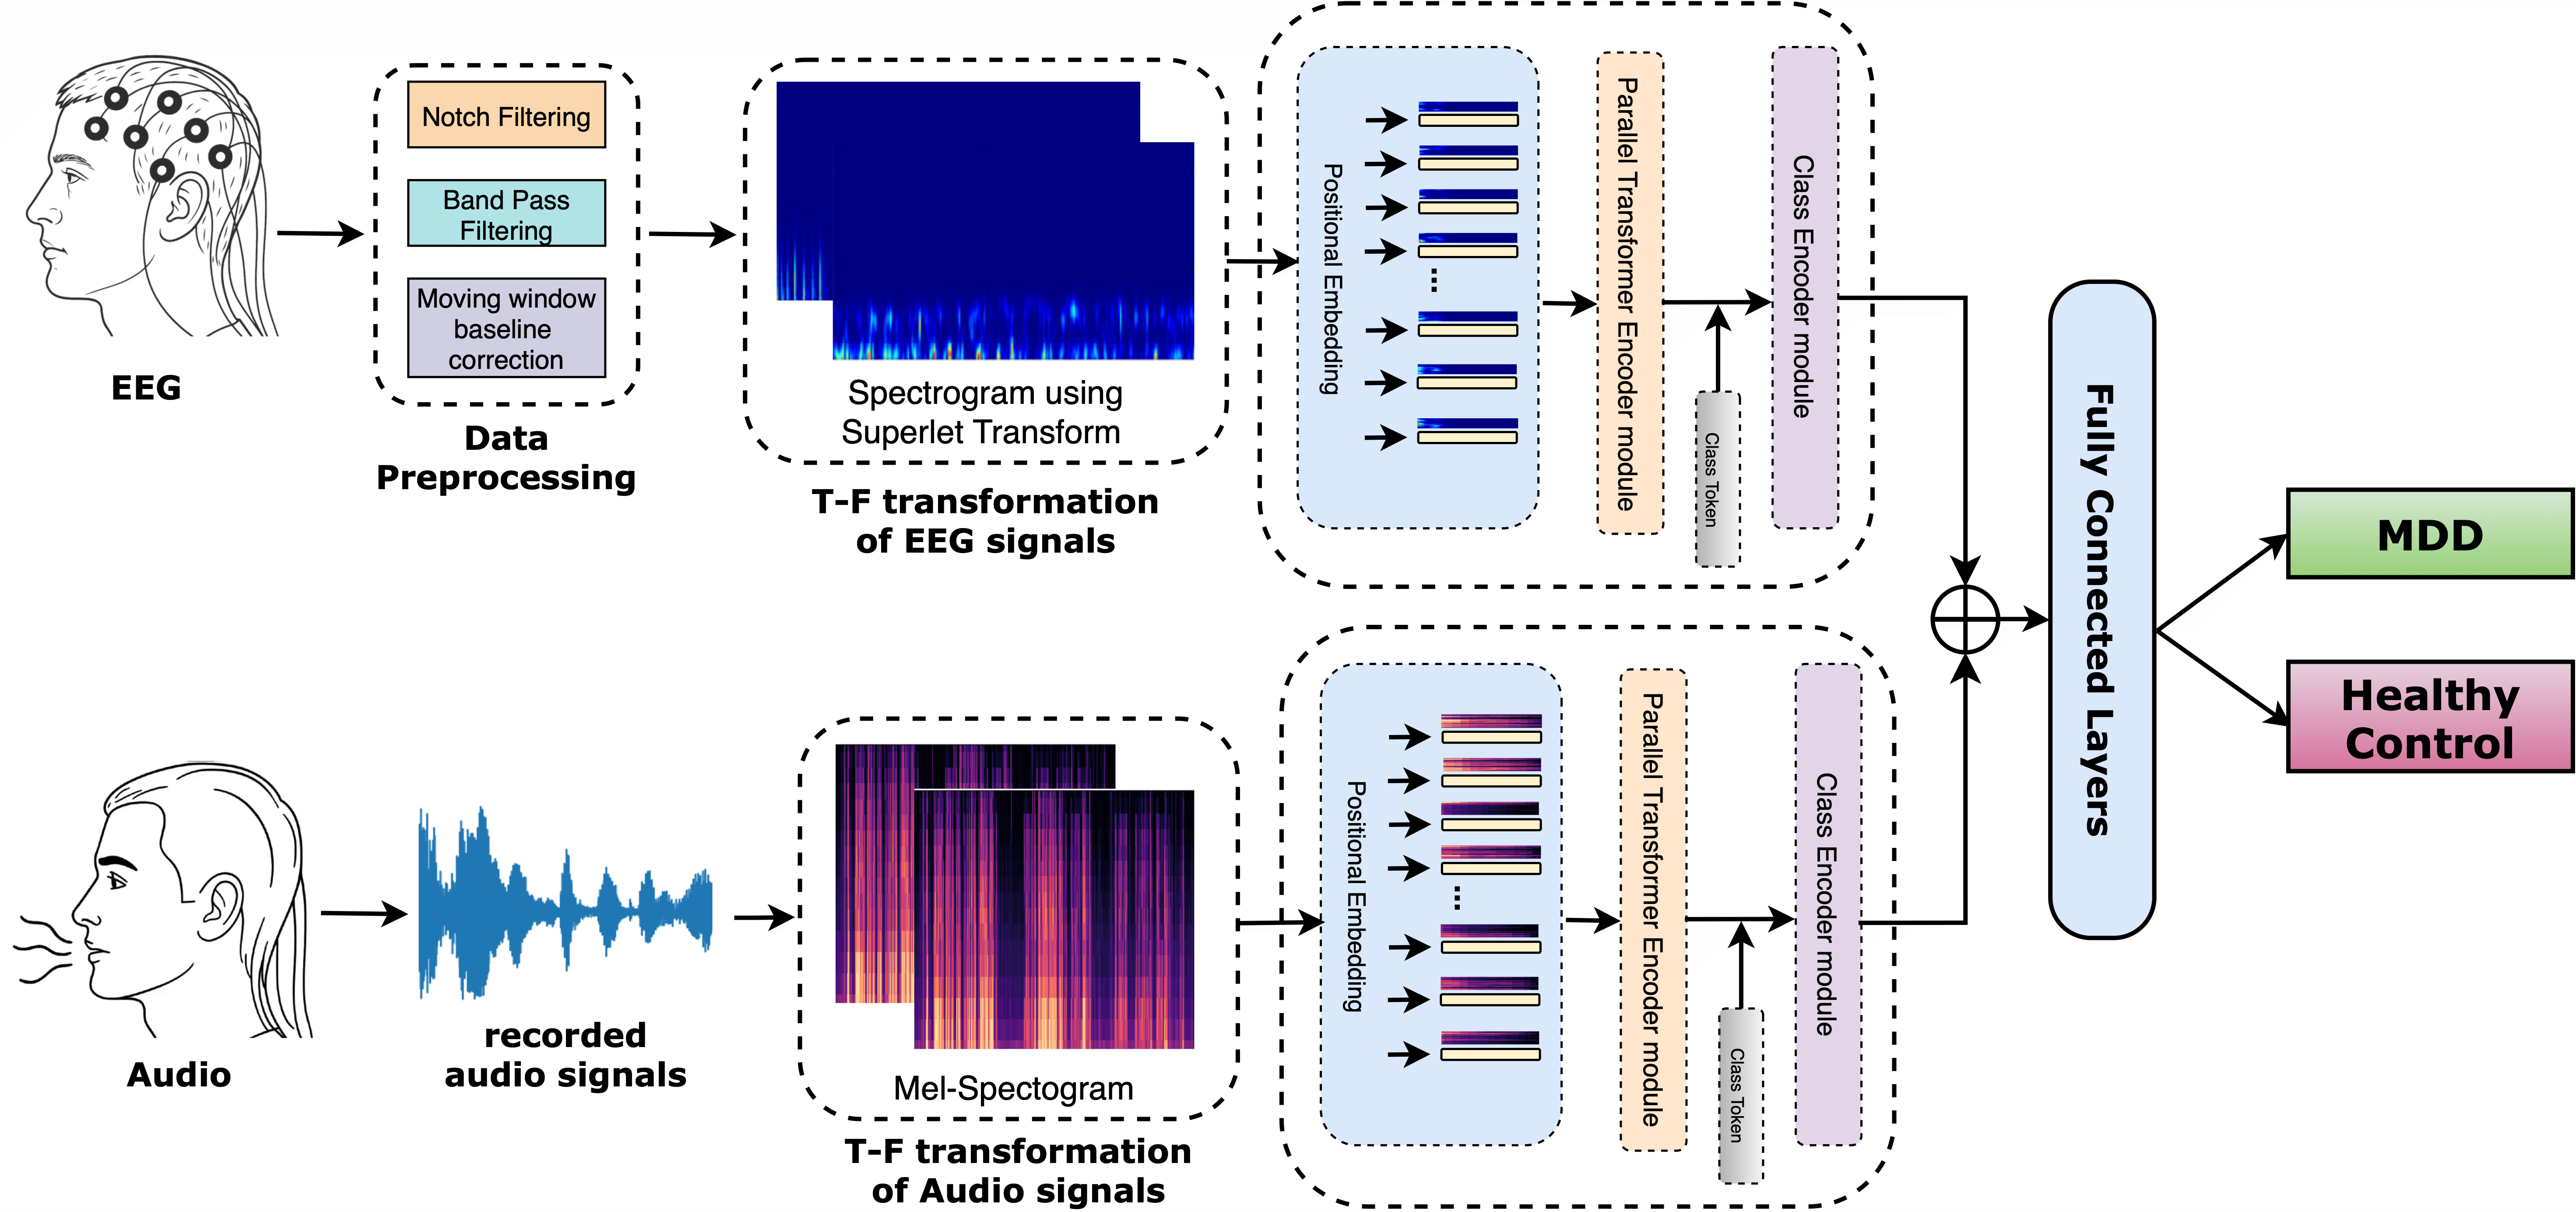 Notch Filtering
Band Pass
Filtering
Moving window
baseline
correction
EEG
Data
Preprocessing
Spectrogram using
Superlet Transform
T-F transformation
of EEG signals
Positional Embedding
...
Parallel Transformer Encoder module
Class Token
Class Encoder module
Audio
recorded
audio signals
Mel-Spectogram
T-F transformation
of Audio signals
Positional Embedding
...
Parallel Transformer Encoder module
Class Token
Class Encoder module
Fully Connected Layers
MDD
Healthy
Control